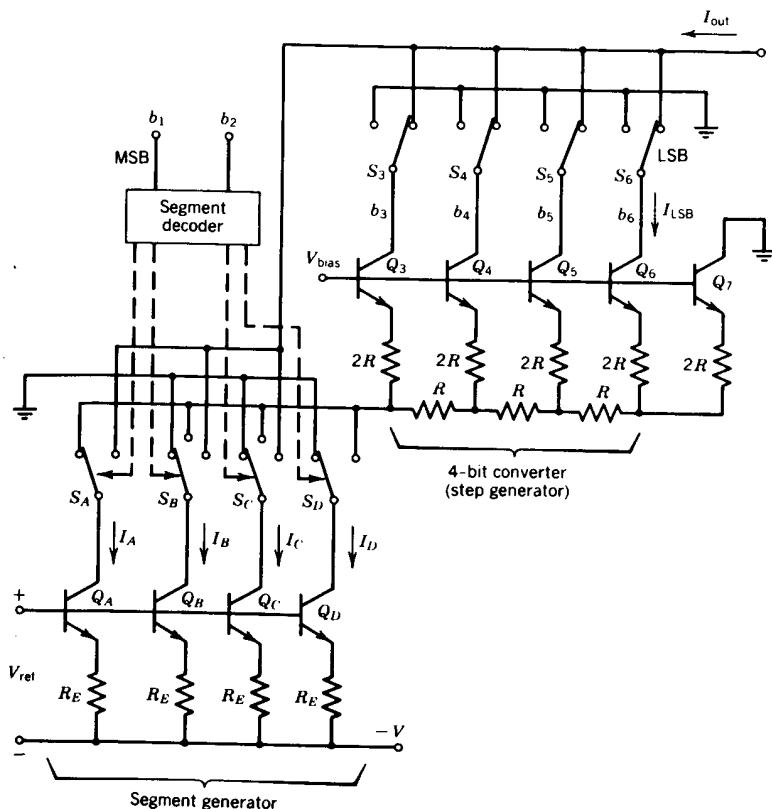 I_out
b_1
b_2
MSB
Segment
decoder
S_3
S_4
S_5
S_6
LSB
b_3
b_4
b_5
b_6
I_LSB
V_bias
Q_3
Q_4
Q_5
Q_6
Q_7
2R
2R
2R
2R
2R
R
R
R
4-bit converter
(step generator)
S_A
S_B
S_C
S_D
I_A
I_B
I_C
I_D
+
Q_A
Q_B
Q_C
Q_D
V_ref
R_E
R_E
R_E
R_E
−
−V
Segment generator